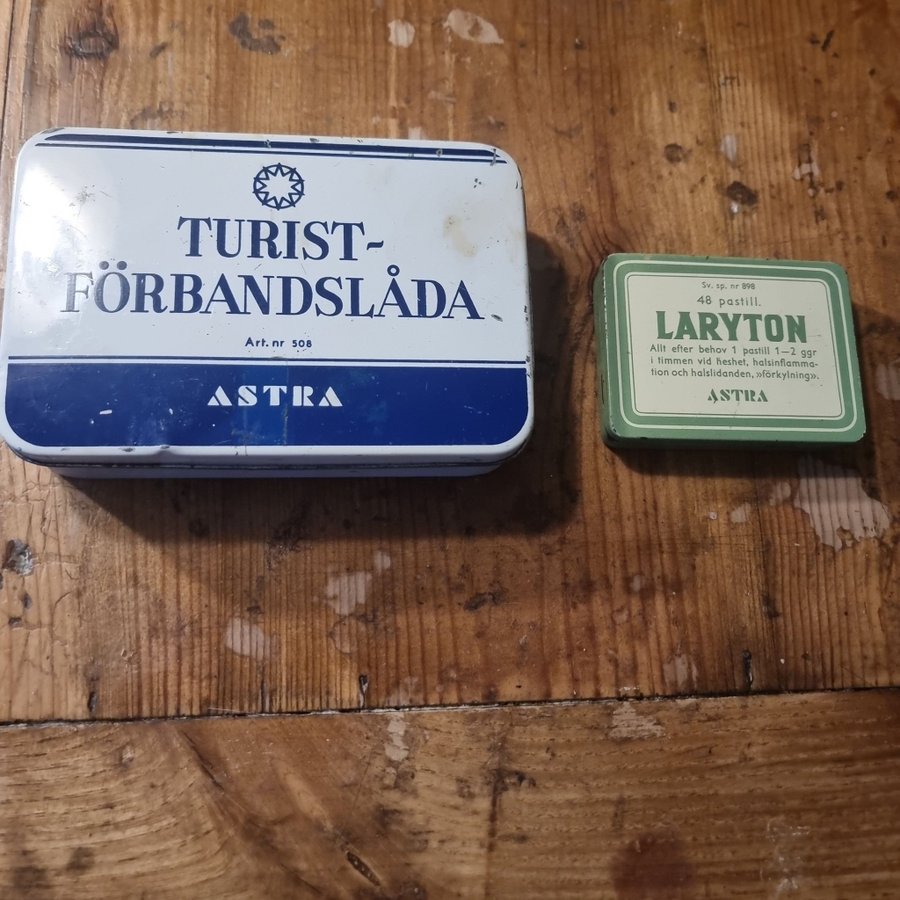 TURIST-
FÖRBANDSLÅDA
Art. nr 508
ASTRA
Sv. sp. nr 898
48 pastill.
LARYTON
Allt efter behov 1 pastill 1—2 ggr
i timmen vid heshet, halsinflamma-
tion och halslidanden, »förkylning».
ASTRA